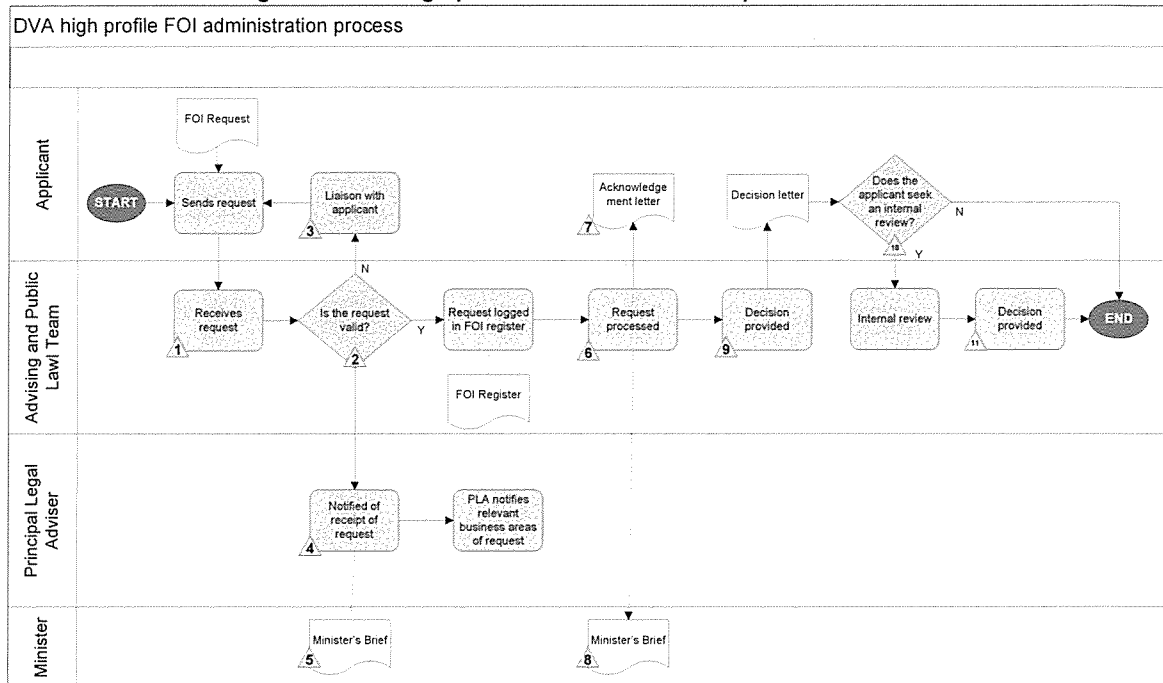 DVA high profile FOI administration process
Applicant
FOI Request
START
Sends request
Liaison with
applicant
3
Acknowledge
ment letter
7
Decision letter
Does the
applicant seek
an internal
review?
10
N
Y
Advising and Public
Lawl Team
Receives
request
1
N
Is the request
valid?
2
Y
Request logged
in FOI register
FOI Register
Request
processed
6
Decision
provided
9
Internal review
Decision
provided
11
END
Principal Legal
Adviser
Notified of
receipt of
request
4
PLA notifies
relevant
business areas
of request
Minister
Minister's Brief
5
Minister's Brief
8